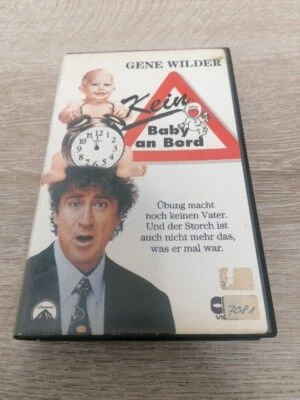 GENE WILDER
Kein
Baby
an Bord
Übung macht
noch keinen Vater.
Und der Storch ist
auch nicht mehr das,
was er mal war.
7081